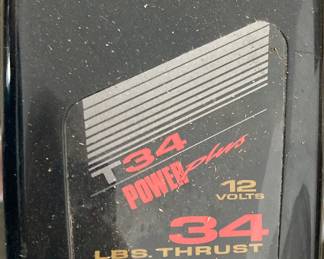 T34
POWER plus
12
VOLTS
34
LBS. THRUST